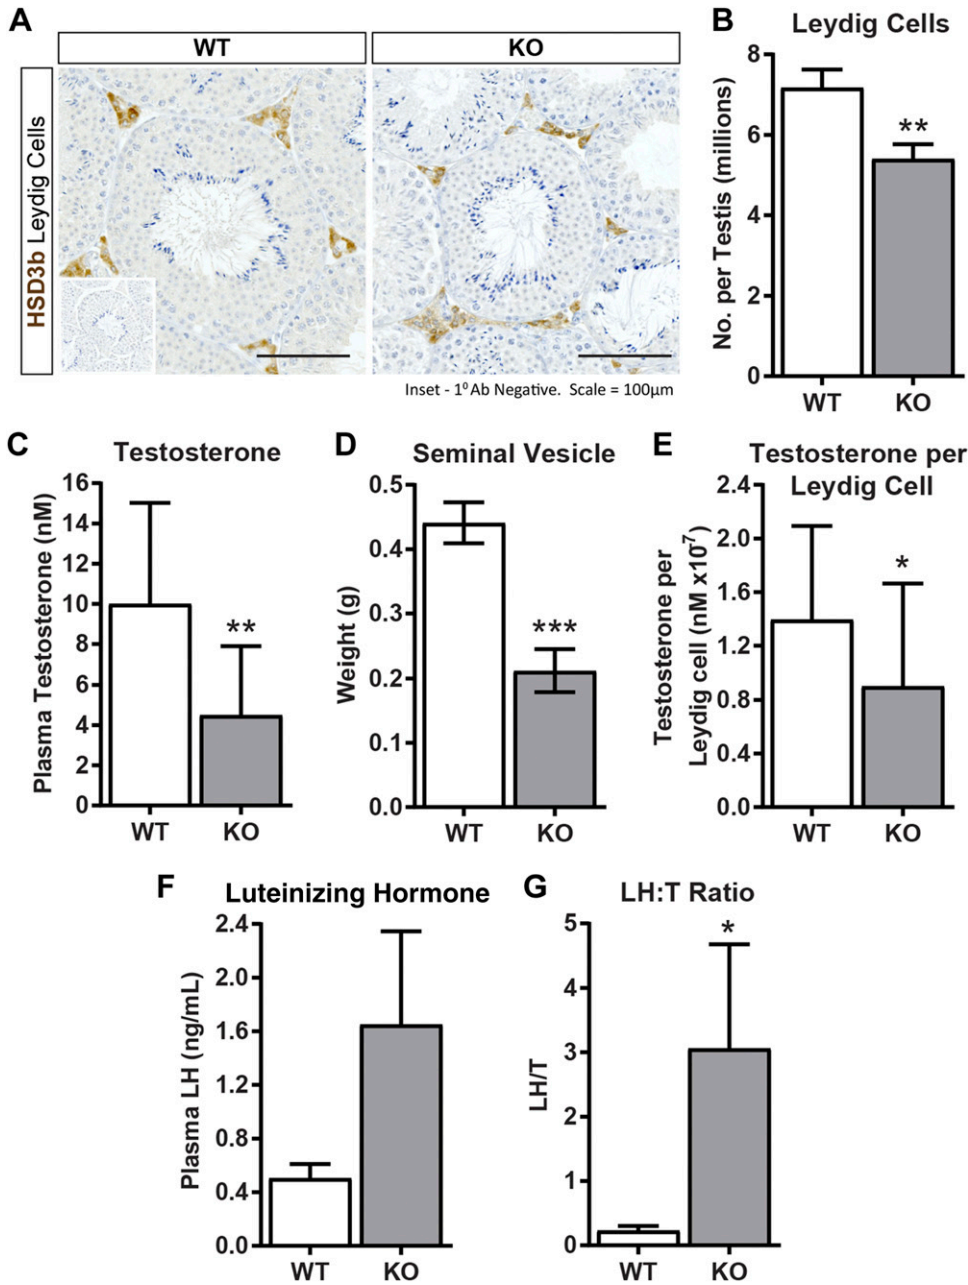 A
WT
KO
HSD3b Leydig Cells
Inset - 1⁰ Ab Negative. Scale = 100µm
B
Leydig Cells
No. per Testis (millions)
8
6
4
2
0
**
WT
KO
C
Testosterone
Plasma Testosterone (nM)
16
14
12
10
8
6
4
2
0
**
WT
KO
D
Seminal Vesicle
Weight (g)
0.5
0.4
0.3
0.2
0.1
0.0
***
WT
KO
E
Testosterone per
Leydig Cell
Testosterone per
Leydig cell (nM x10⁻⁷)
2.4
2.0
1.6
1.2
0.8
0.4
0.0
*
WT
KO
F
Luteinizing Hormone
Plasma LH (ng/mL)
2.4
2.0
1.6
1.2
0.8
0.4
0.0
WT
KO
G
LH:T Ratio
LH/T
5
4
3
2
1
0
*
WT
KO